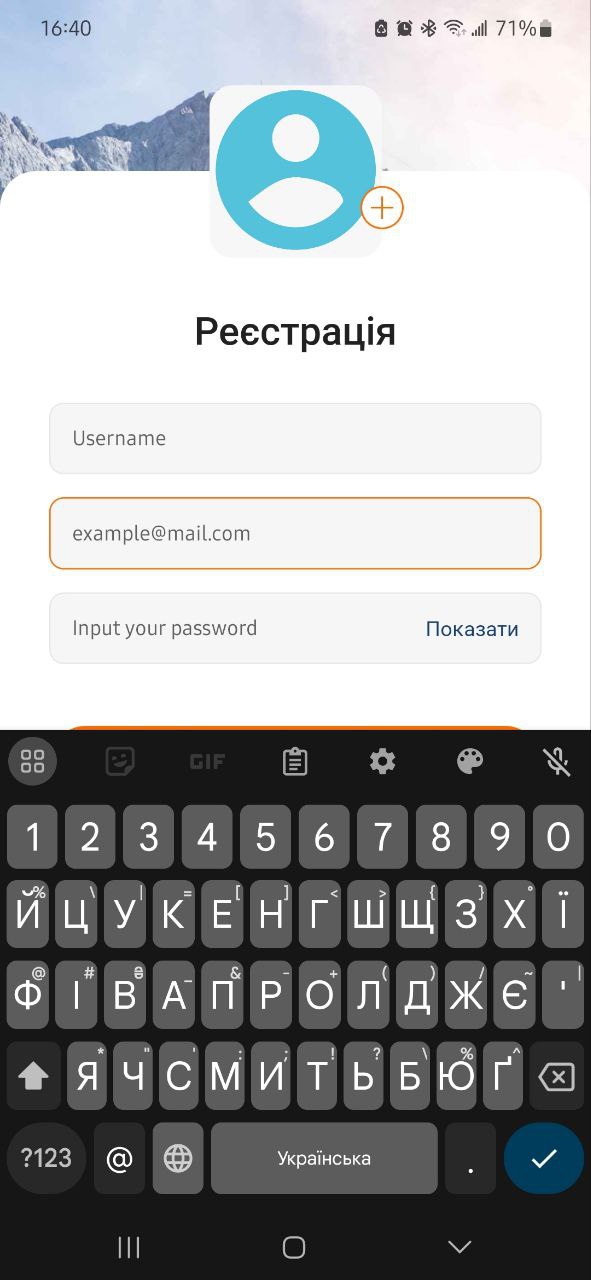 16:40 71%
Реєстрація
Username
example@mail.com
Input your password Показати
GIF
1 2 3 4 5 6 7 8 9 0
% \ | = [ ] < > { } °
Й Ц У К Е Н Г Ш Щ З Х Ї
@ # ₴ _ & - + ( ) / ~ |
Ф І В А П Р О Л Д Ж Є '
* " ' : ; ! ? \ % ^
Я Ч С М И Т Ь Б Ю Ґ
?123 @ Українська .